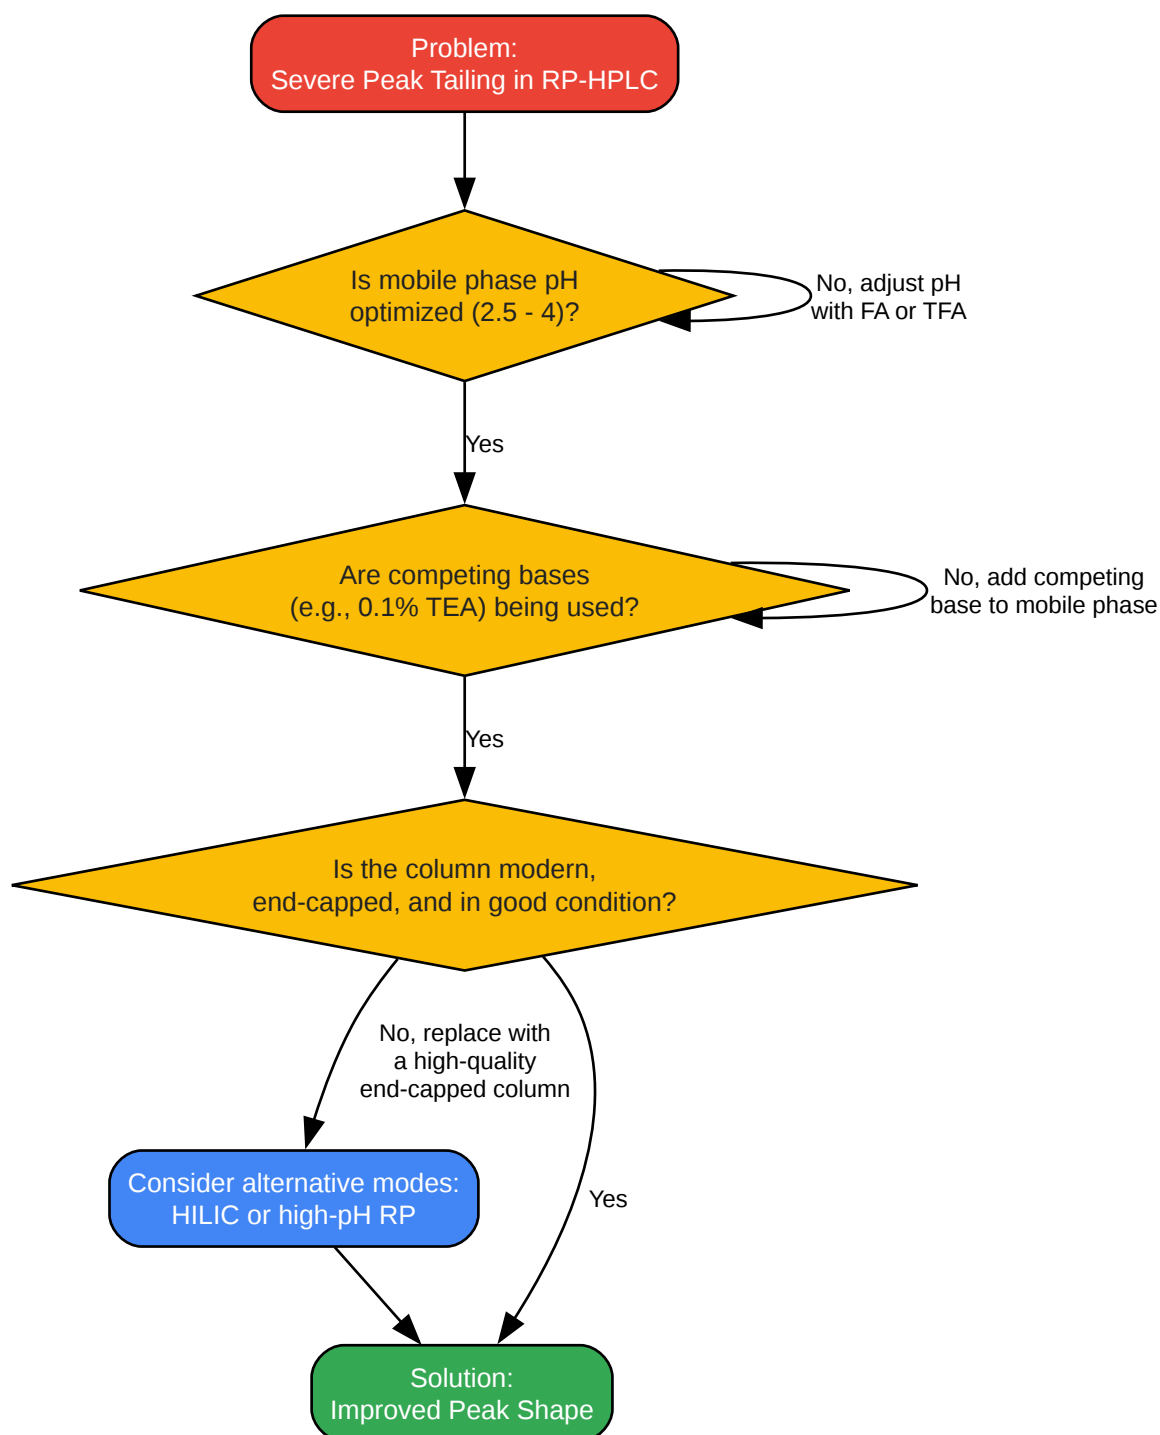 Problem:
Severe Peak Tailing in RP-HPLC
Is mobile phase pH
optimized (2.5 - 4)?
No, adjust pH
with FA or TFA
Yes
Are competing bases
(e.g., 0.1% TEA) being used?
No, add competing
base to mobile phase
Yes
Is the column modern,
end-capped, and in good condition?
No, replace with
a high-quality
end-capped column
Consider alternative modes:
HILIC or high-pH RP
Yes
Solution:
Improved Peak Shape